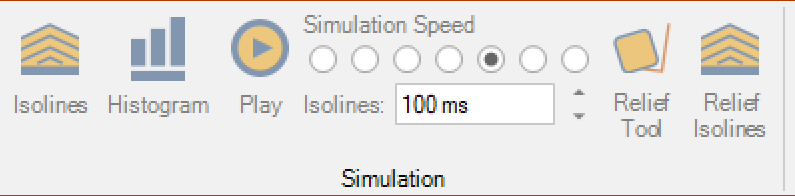 Simulation Speed
Isolines Histogram Play Isolines: 100 ms Relief Relief
Tool Isolines
Simulation